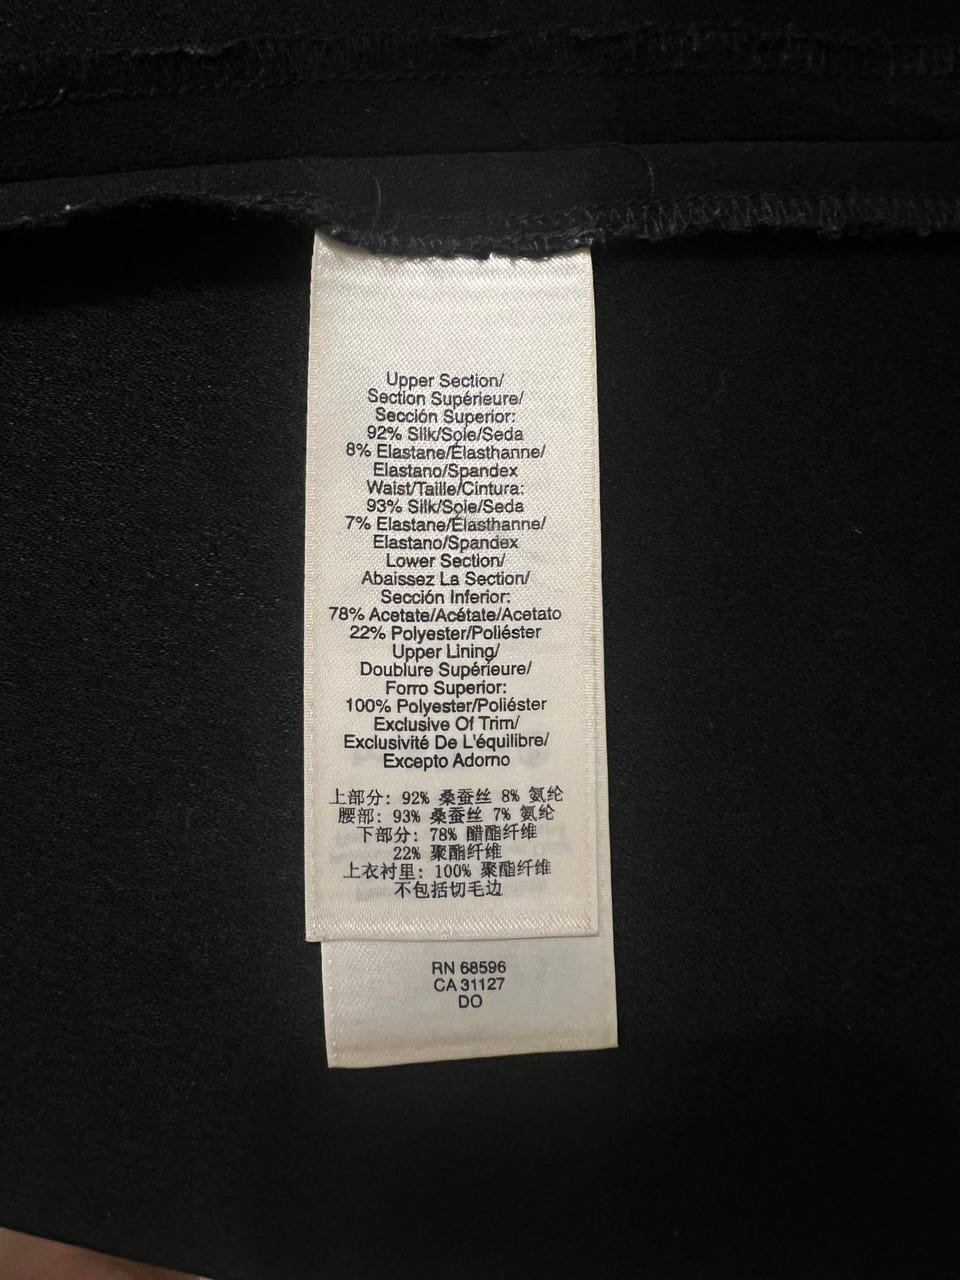 Upper Section/
Section Supérieure/
Sección Superior:
92% Silk/Soie/Seda
8% Elastane/Élasthanne/
Elastano/Spandex
Waist/Taille/Cintura:
93% Silk/Soie/Seda
7% Elastane/Élasthanne/
Elastano/Spandex
Lower Section/
Abaissez La Section/
Sección Inferior:
78% Acetate/Acétate/Acetato
22% Polyester/Poliéster
Upper Lining/
Doublure Supérieure/
Forro Superior:
100% Polyester/Poliéster
Exclusive Of Trim/
Exclusivité De L'équilibre/
Excepto Adorno
上部分: 92% 桑蚕丝 8% 氨纶
腰部: 93% 桑蚕丝 7% 氨纶
下部分: 78% 醋酯纤维
22% 聚酯纤维
上衣衬里: 100% 聚酯纤维
不包括切毛边
RN 68596
CA 31127
DO